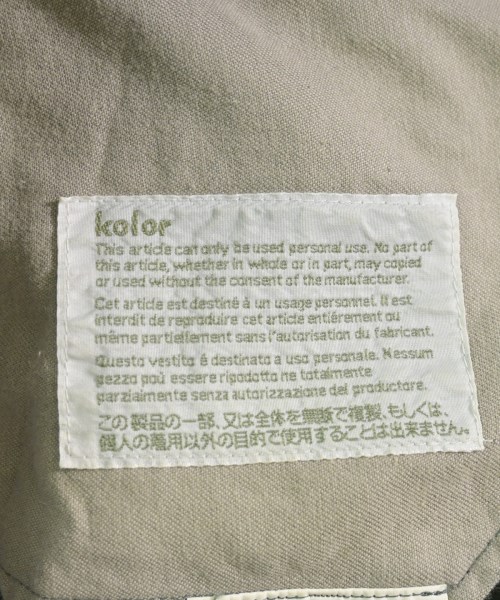 kolor
This article can only be used personal use. No part of
this article, whether in whole or in part, may copied
or used without the consent of the manufacturer.
Cet article est destiné à un usage personnel. Il est
interdit de reproduire cet article entiérement ou
même partiellement sans l'autorisation du fabricant.
Questo vestito é destinato a uso personale. Nessum
pezzo poù essere ripodotto ne totalmente
parzialmente senza autorizzazione del productore.
この製品の一部、又は全体を無断で複製、もしくは、
個人の着用以外の目的で使用することは出来ません。